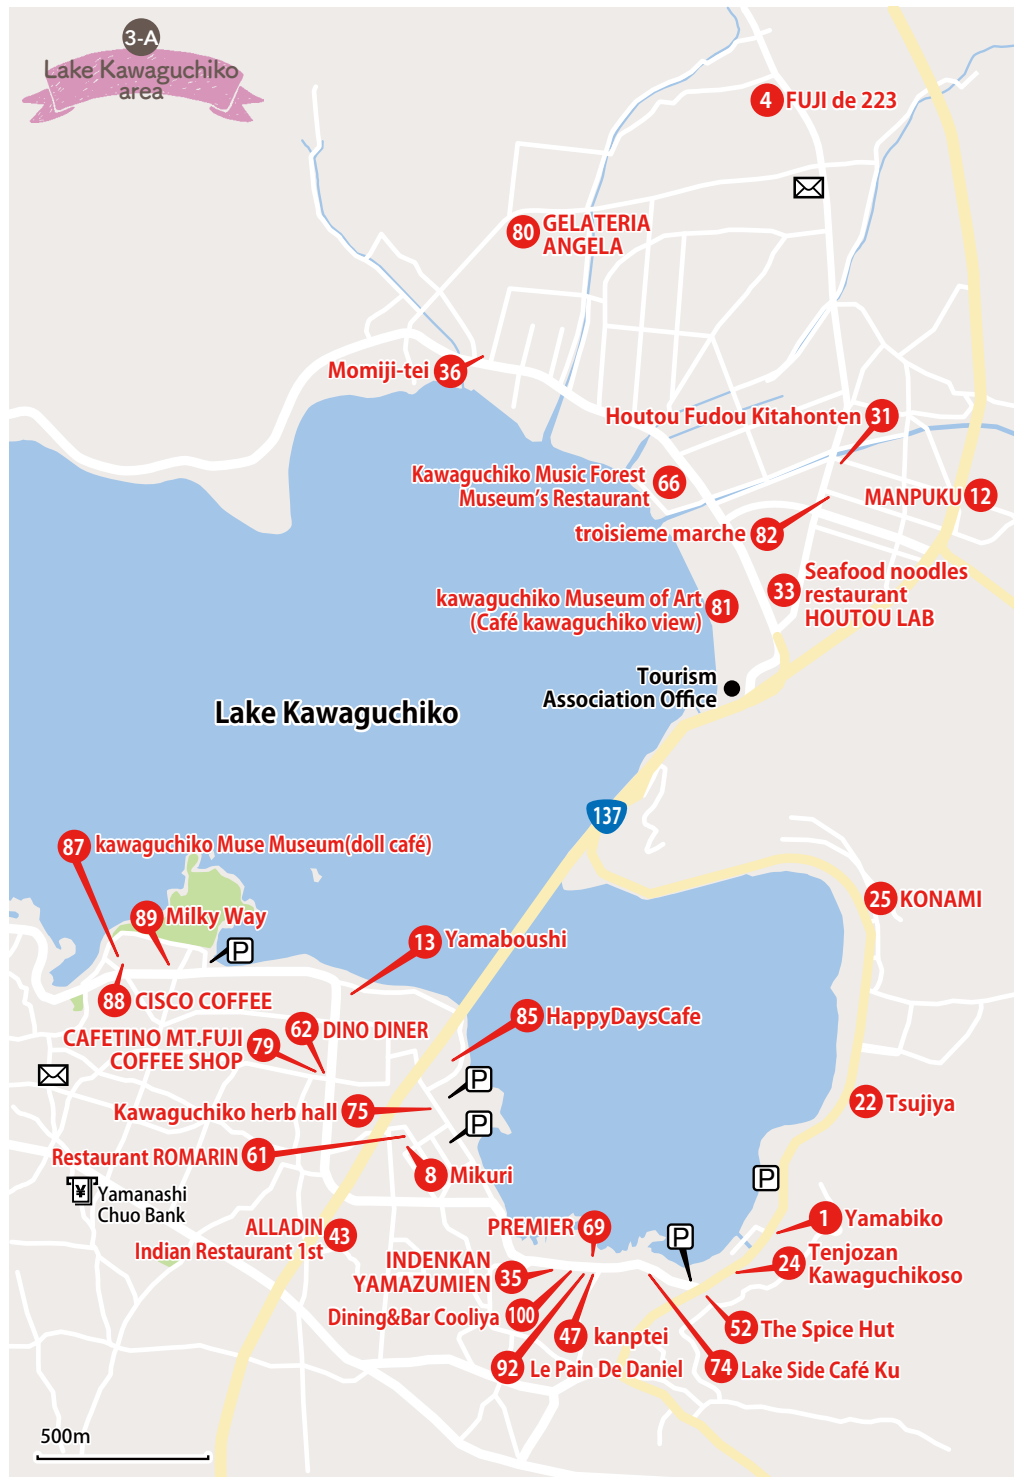 3-A
Lake Kawaguchiko
area
4 FUJI de 223
80 GELATERIA
ANGELA
Momiji-tei 36
Houtou Fudou Kitahonten 31
Kawaguchiko Music Forest
Museum's Restaurant 66
MANPUKU 12
troisieme marche 82
33 Seafood noodles
restaurant
HOUTOU LAB
kawaguchiko Museum of Art
(Café kawaguchiko view) 81
Tourism
Association Office
Lake Kawaguchiko
137
87 kawaguchiko Muse Museum(doll café)
25 KONAMI
89 Milky Way
P
13 Yamaboushi
88 CISCO COFFEE
85 HappyDaysCafe
62 DINO DINER
CAFETINO MT.FUJI
COFFEE SHOP 79
P
22 Tsujiya
Kawaguchiko herb hall 75
P
Restaurant ROMARIN 61
8 Mikuri
P
¥ Yamanashi
Chuo Bank
1 Yamabiko
ALLADIN
Indian Restaurant 1st 43
PREMIER 69
P
24 Tenjozan
Kawaguchikoso
INDENKAN
YAMAZUMIEN 35
Dining&Bar Cooliya 100
47 kanptei
52 The Spice Hut
92 Le Pain De Daniel
74 Lake Side Café Ku
500m